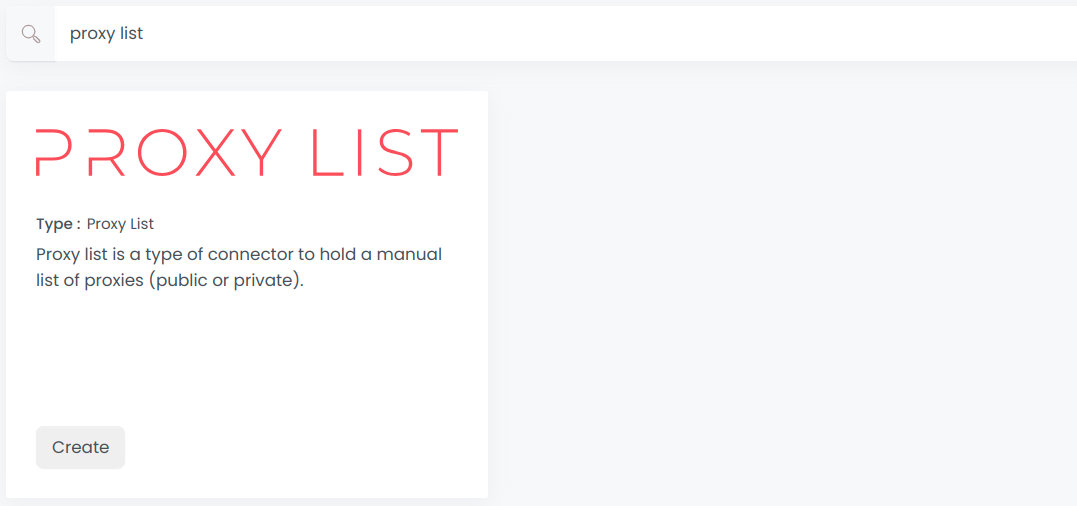 proxy list
PROXY LIST
Type : Proxy List
Proxy list is a type of connector to hold a manual
list of proxies (public or private).
Create